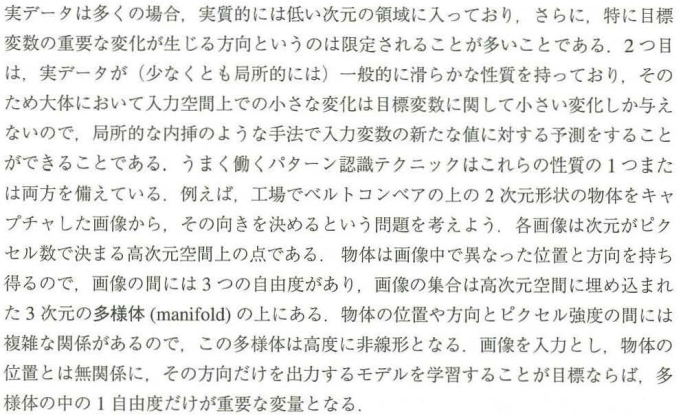 実データは多くの場合，実質的には低い次元の領域に入っており，さらに，特に目標
変数の重要な変化が生じる方向というのは限定されることが多いことである．2つ目
は，実データが（少なくとも局所的には）一般的に滑らかな性質を持っており，その
ため大体において入力空間上での小さな変化は目標変数に関して小さい変化しか与え
ないので，局所的な内挿のような手法で入力変数の新たな値に対する予測をすること
ができることである．うまく働くパターン認識テクニックはこれらの性質の1つまた
は両方を備えている．例えば，工場でベルトコンベアの上の2次元形状の物体をキャ
プチャした画像から，その向きを決めるという問題を考えよう．各画像は次元がピク
セル数で決まる高次元空間上の点である．物体は画像中で異なった位置と方向を持ち
得るので，画像の間には3つの自由度があり，画像の集合は高次元空間に埋め込まれ
た3次元の多様体 (manifold) の上にある．物体の位置や方向とピクセル強度の間には
複雑な関係があるので，この多様体は高度に非線形となる．画像を入力とし，物体の
位置とは無関係に，その方向だけを出力するモデルを学習することが目標ならば，多
様体の中の1自由度だけが重要な変量となる．